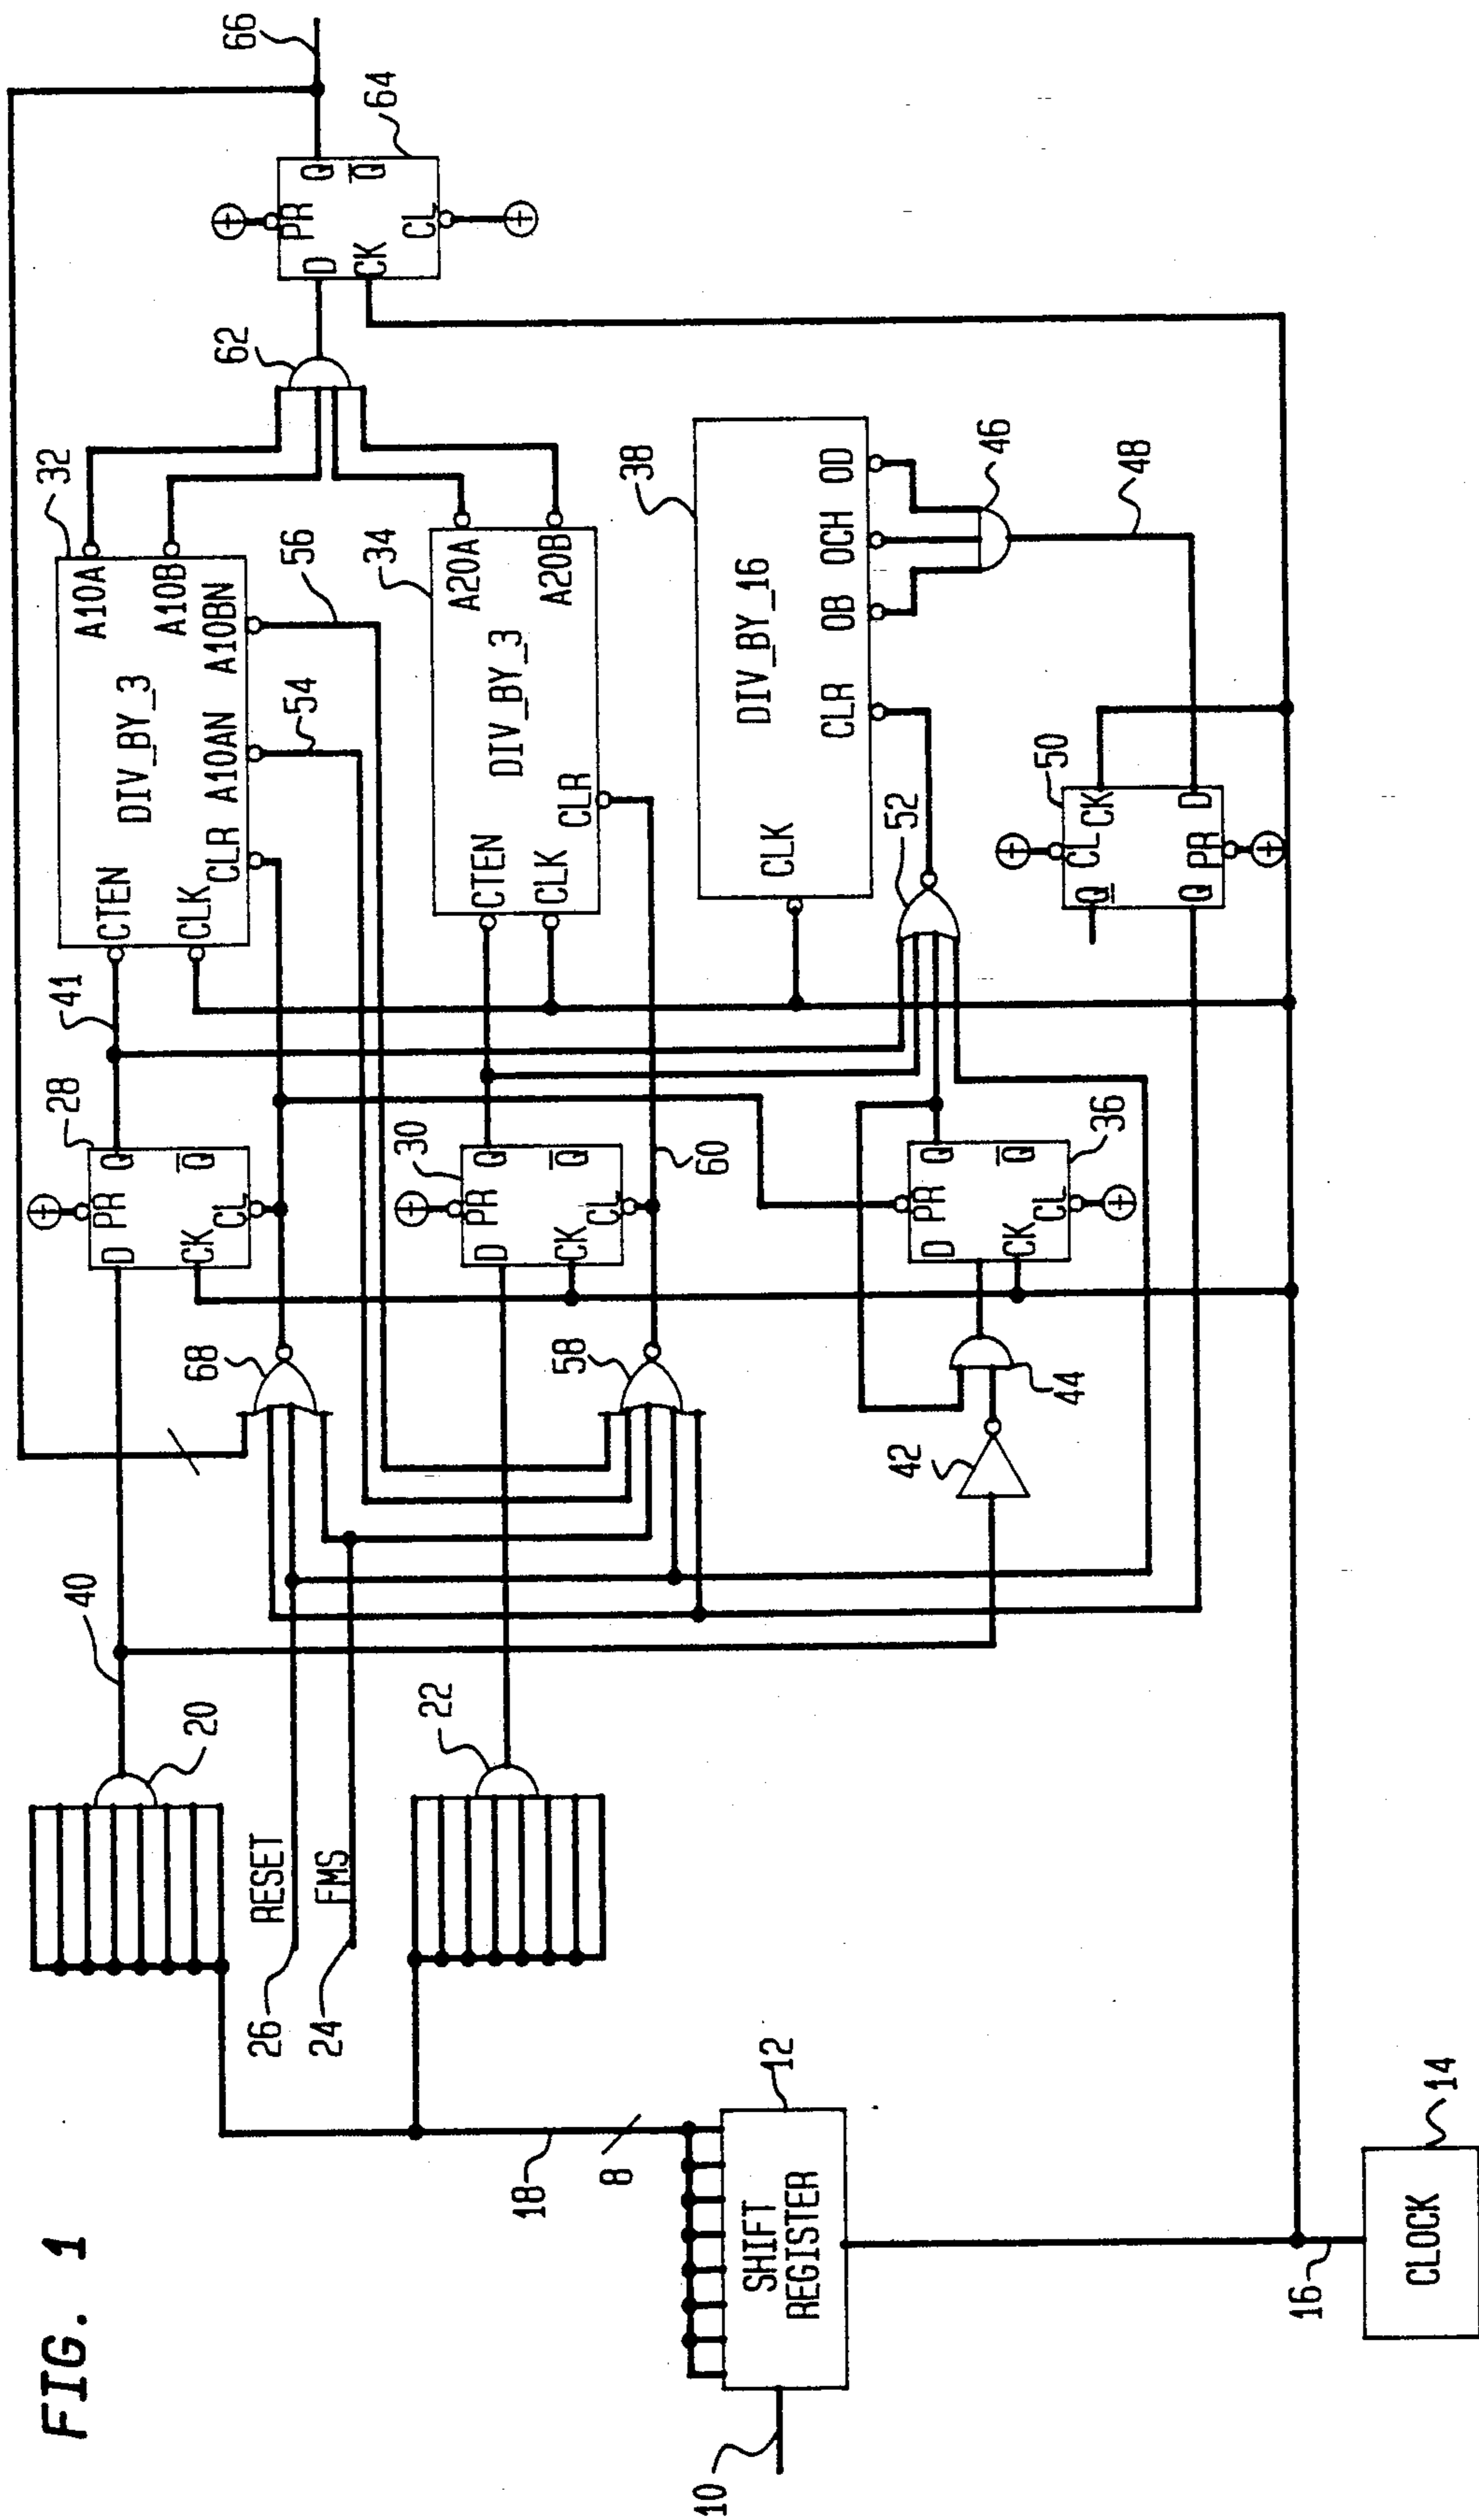 FIG. 1
10
SHIFT
REGISTER
12
18
8
CLOCK
14
16
20
40
RESET
26
FMS
24
22
68
58
42
44
28
D
PR
Q
Q̅
CK
CL
30
D
PR
Q
Q̅
CK
CL
60
36
D
PR
Q
Q̅
CK
CL
41
32
CTEN
CLK
CLR
DIV_BY_3
A10A
A10B
A10AN
A10BN
54
56
34
CTEN
CLK
CLR
DIV_BY_3
A20A
A20B
38
CLK
DIV_BY_16
CLR
OB
OCH
OD
52
46
48
50
Q̅
CL
CK
Q
PR
D
62
64
D
PR
Q
Q̅
CK
CL
66